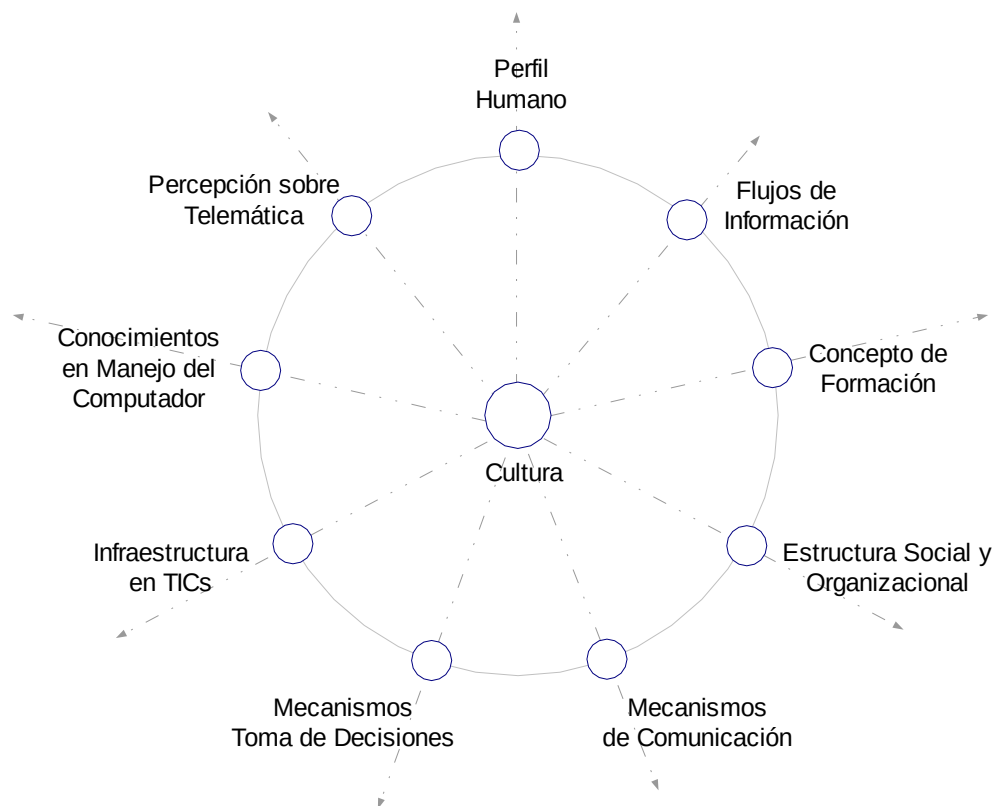 Perfil
Humano
Percepción sobre
Telemática
Flujos de
Información
Conocimientos
en Manejo del
Computador
Concepto de
Formación
Cultura
Infraestructura
en TICs
Estructura Social y
Organizacional
Mecanismos
Toma de Decisiones
Mecanismos
de Comunicación